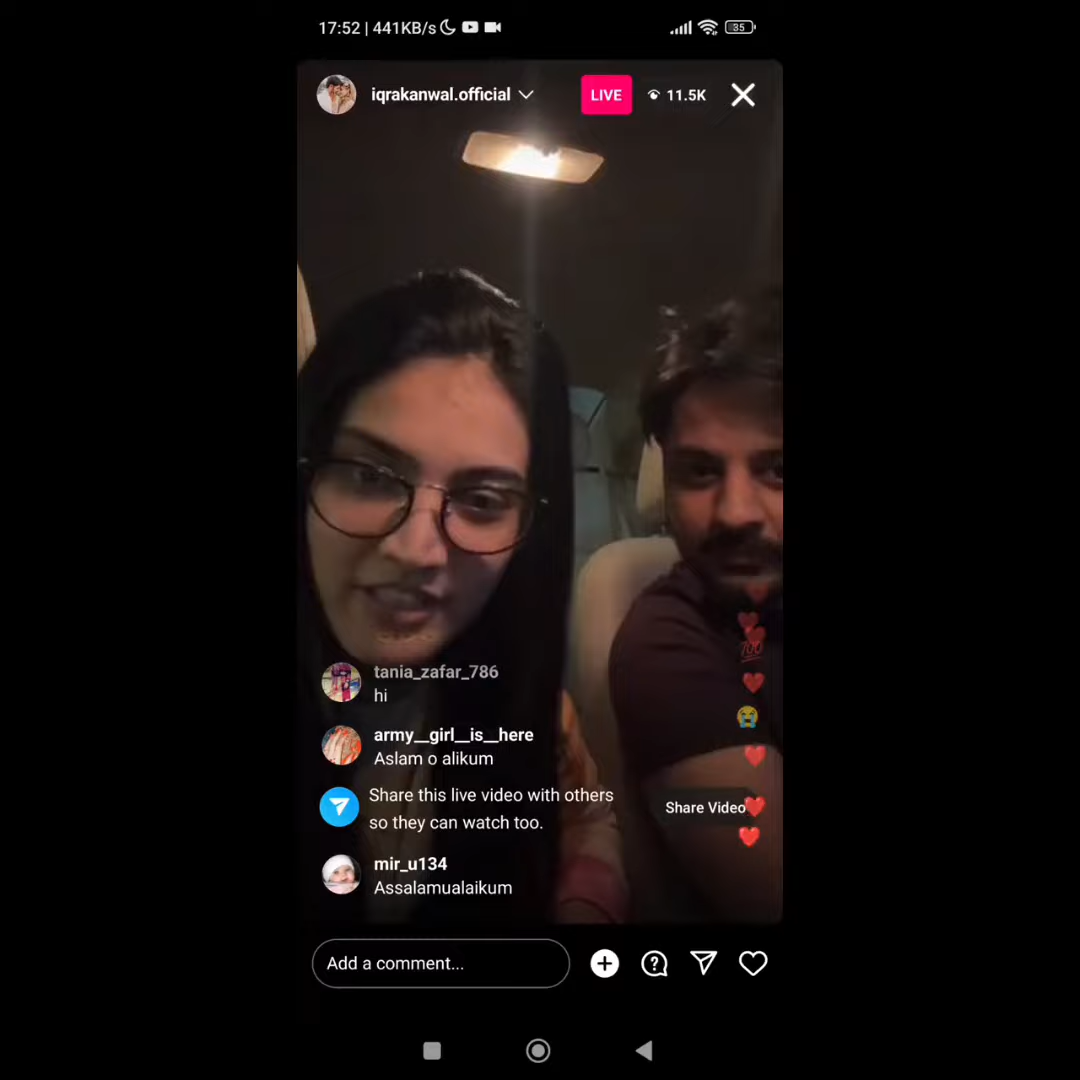 17:52 | 441KB/s
35
iqrakanwal.official
LIVE
11.5K
tania_zafar_786
hi
army__girl__is__here
Aslam o alikum
Share this live video with others
so they can watch too.
Share Video
mir_u134
Assalamualaikum
Add a comment...